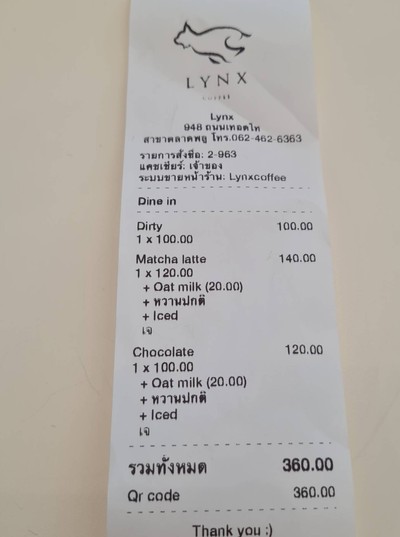 LYNX
COFFEE
Lynx
948 ถนนเทอดไท
สาขาตลาดพลู โทร.062-462-6363
รายการสั่งซื้อ: 2-963
แคชเชียร์: เจ้าของ
ระบบขายหน้าร้าน: Lynxcoffee
Dine in
Dirty 100.00
1 x 100.00
Matcha latte 140.00
1 x 120.00
+ Oat milk (20.00)
+ หวานปกติ
+ Iced
เจ
Chocolate 120.00
1 x 100.00
+ Oat milk (20.00)
+ หวานปกติ
+ Iced
เจ
รวมทั้งหมด 360.00
Qr code 360.00
Thank you :)